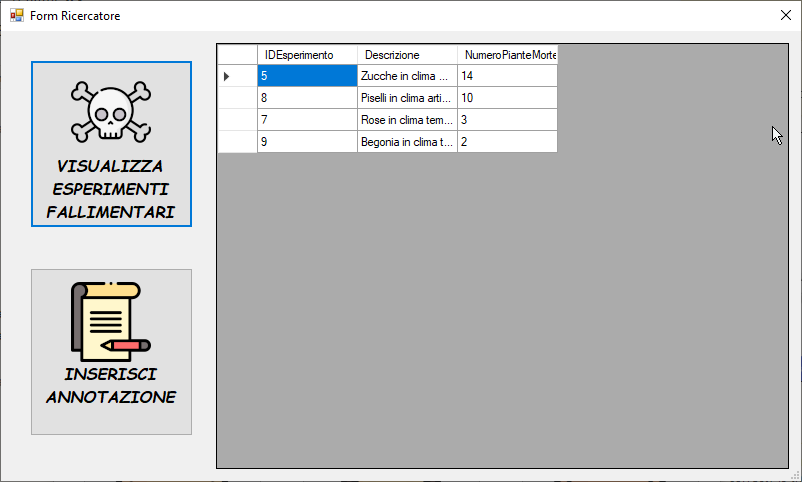 Form Ricercatore
VISUALIZZA
ESPERIMENTI
FALLIMENTARI
INSERISCI
ANNOTAZIONE
IDEsperimento Descrizione NumeroPianteMorte
5 Zucche in clima ... 14
8 Piselli in clima arti... 10
7 Rose in clima tem... 3
9 Begonia in clima t... 2